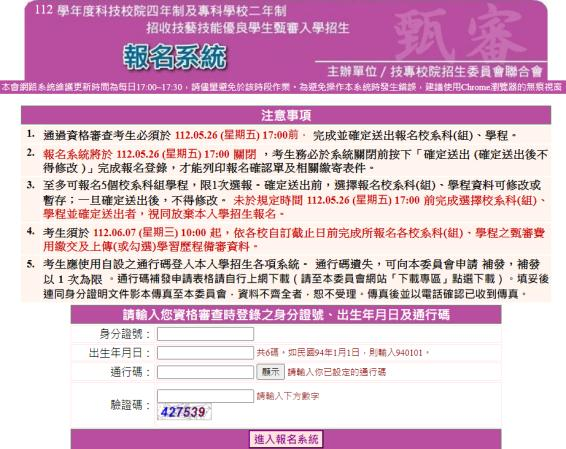 112 學年度科技校院四年制及專科學校二年制
招收技藝技能優良學生甄審入學招生
甄審
報名系統
主辦單位 / 技專校院招生委員會聯合會
本會網路系統維護更新時間為每日17:00~17:30，請儘量避免於該時段作業。為避免操作本系統時發生錯誤，建議使用Chrome瀏覽器的無痕視窗
注意事項
1. 通過資格審查考生必須於 112.05.26 (星期五) 17:00前，完成並確定送出報名校系科(組)、學程。
2. 報名系統將於 112.05.26 (星期五) 17:00 關閉，考生務必於系統關閉前按下「確定送出 (確定送出後不
得修改 )」完成報名登錄，才能列印報名確認單及相關繳寄表件。
3. 至多可報名5個校系科組學程，限1次選報。確定送出前，選擇報名校系科(組)、學程資料可修改或
暫存；一旦確定送出後，不得修改。 未於規定時間 112.05.26 (星期五) 17:00 前完成選擇校系科(組)、
學程並確定送出者，視同放棄本入學招生報名。
4. 考生須於 112.06.07 (星期三) 10:00 起，依各校自訂截止日前完成所報名各校系科(組)、學程之甄審費
用繳交及上傳(或勾選)學習歷程備審資料。
5. 考生應使用自設之通行碼登入本入學招生各項系統。 通行碼遺失，可向本委員會申請 補發，補發
以 1 次為限 。通行碼補發申請表格請自行上網下載（請至本委員會網站「下載專區」點選下載）。填妥後
連同身分證明文件影本傳真至本委員會，資料不齊全者，恕不受理。傳真後並以電話確認已收到傳真。
請輸入您資格審查時登錄之身分證號、出生年月日及通行碼
身分證號：
出生年月日： 共6碼，如民國94年1月1日，則輸入940101。
通行碼： 顯示 請輸入你已設定的通行碼
驗證碼： 請輸入下方數字
427539
進入報名系統